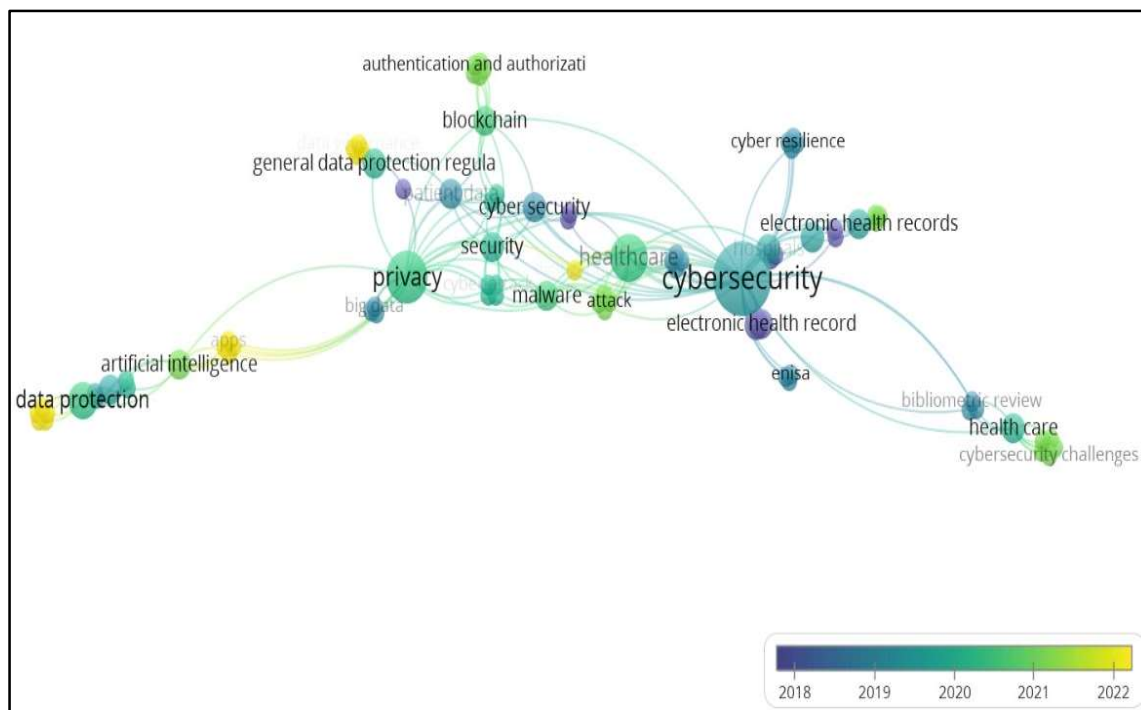 authentication and authorizati
blockchain
cyber resilience
general data protection regula
patient data
cyber security
electronic health records
security
healthcare
privacy
cybersecurity
malware
attack
big data
electronic health record
apps
artificial intelligence
enisa
data protection
bibliometric review
health care
cybersecurity challenges
2018 2019 2020 2021 2022